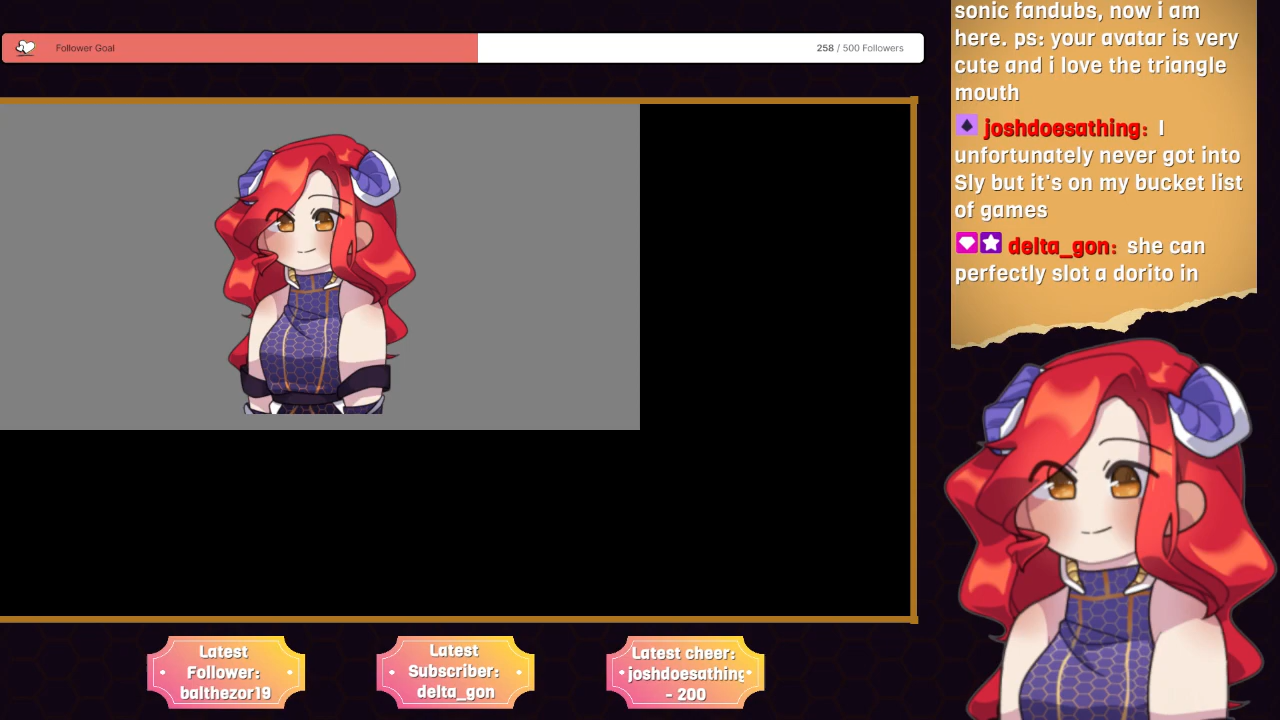 Follower Goal
258 / 500 Followers
sonic fandubs, now i am
here. ps: your avatar is very
cute and i love the triangle
mouth
joshdoesathing: I
unfortunately never got into
Sly but it's on my bucket list
of games
delta_gon: she can
perfectly slot a dorito in
Latest
Follower:
balthezor19
Latest
Subscriber:
delta_gon
Latest cheer:
joshdoesathing
- 200